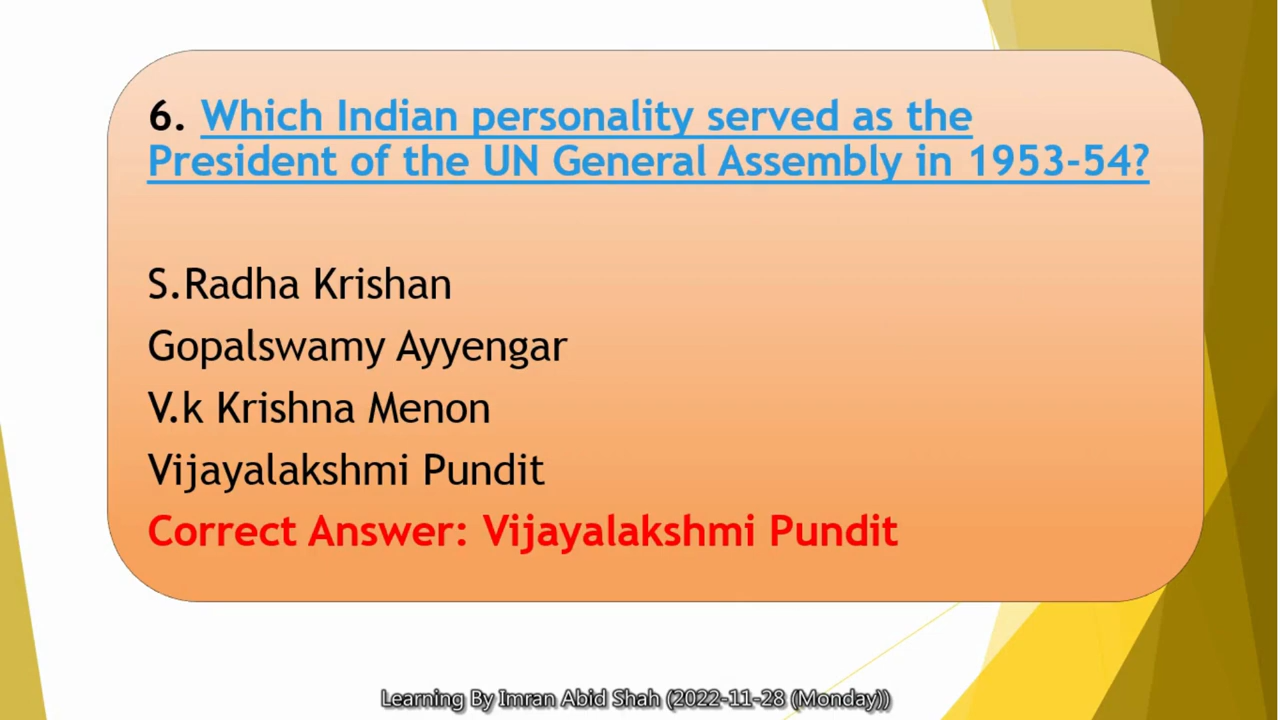 6. Which Indian personality served as the
President of the UN General Assembly in 1953-54?
S.Radha Krishan
Gopalswamy Ayyengar
V.k Krishna Menon
Vijayalakshmi Pundit
Correct Answer: Vijayalakshmi Pundit
Learning By Imran Abid Shah (2022-11-28 (Monday))